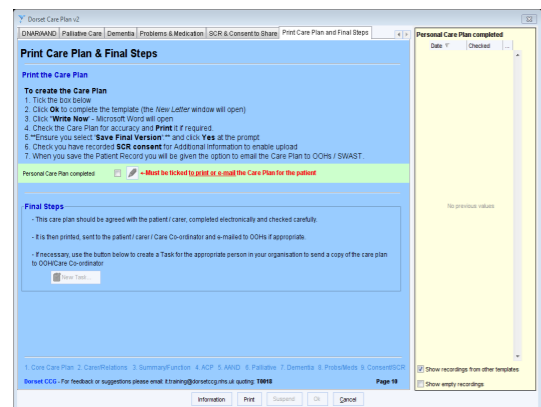 Dorset Care Plan v2
DNAR/AND Palliative Care Dementia Problems & Medication SCR & Consent to Share Print Care Plan and Final Steps
Print Care Plan & Final Steps
Print the Care Plan
To create the Care Plan
1. Tick the box below
2. Click Ok to complete the template (the New Letter window will open)
3. Click "Write Now" - Microsoft Word will open
4. Check the Care Plan for accuracy and Print it if required.
5.**Ensure you select 'Save Final Version'.** and click Yes at the prompt
6. Check you have recorded SCR consent for Additional Information to enable upload
7. When you save the Patient Record you will be given the option to email the Care Plan to OOHs / SWAST.
Personal Care Plan completed <-Must be ticked to print or e-mail the Care Plan for the patient
Final Steps
- This care plan should be agreed with the patient / carer, completed electronically and checked carefully.
- It is then printed, sent to the patient / carer / Care Co-ordinator and e-mailed to OOHs if appropriate.
- If necessary, use the button below to create a Task for the appropriate person in your organisation to send a copy of the care plan
to OOH/Care Co-ordinator
New Task...
1. Core Care Plan 2. Carer/Relations 3. Summary/Function 4. ACP 5. AAND 6. Palliative 7. Dementia 8. Probs/Meds 9. Consent/SCR
Dorset CCG - For feedback or suggestions please email: it.training@dorsetccg.nhs.uk quoting: T0018 Page 10
Information Print Suspend Ok Cancel
Personal Care Plan completed
Date Checked ...
No previous values
Show recordings from other templates
Show empty recordings